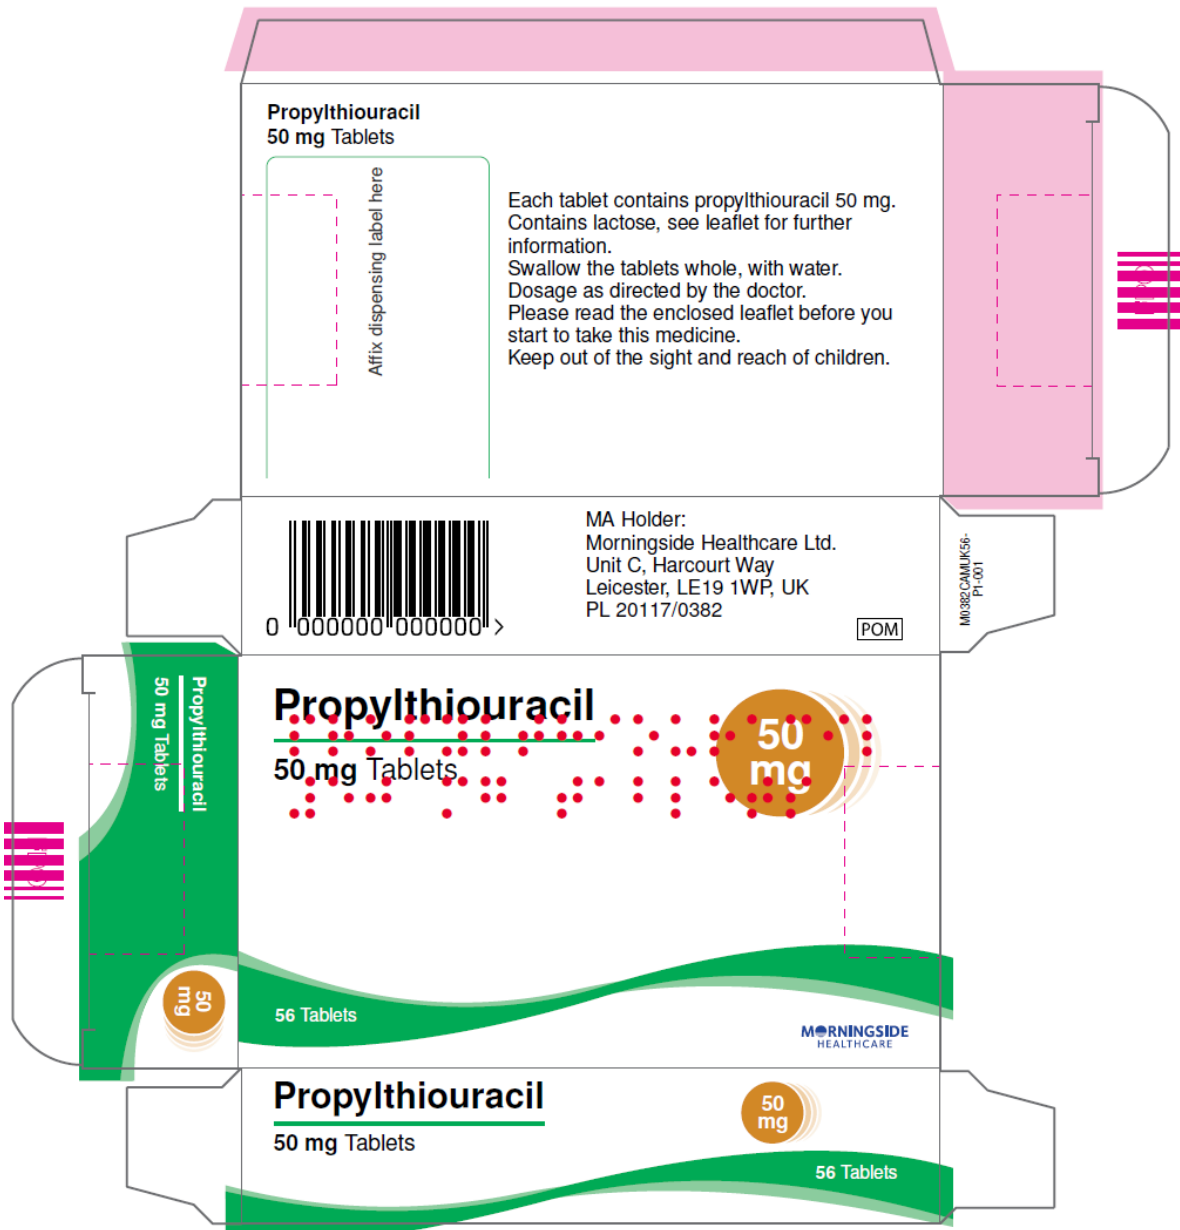 Propylthiouracil
50 mg Tablets
Affix dispensing label here
Each tablet contains propylthiouracil 50 mg.
Contains lactose, see leaflet for further
information.
Swallow the tablets whole, with water.
Dosage as directed by the doctor.
Please read the enclosed leaflet before you
start to take this medicine.
Keep out of the sight and reach of children.
0 000000 000000 >
MA Holder:
Morningside Healthcare Ltd.
Unit C, Harcourt Way
Leicester, LE19 1WP, UK
PL 20117/0382
POM
M0382CAMUK56-
P1-001
Propylthiouracil
50 mg Tablets
50
mg
Propylthiouracil
50 mg Tablets
50
mg
56 Tablets
MORNINGSIDE
HEALTHCARE
Propylthiouracil
50 mg Tablets
50
mg
56 Tablets